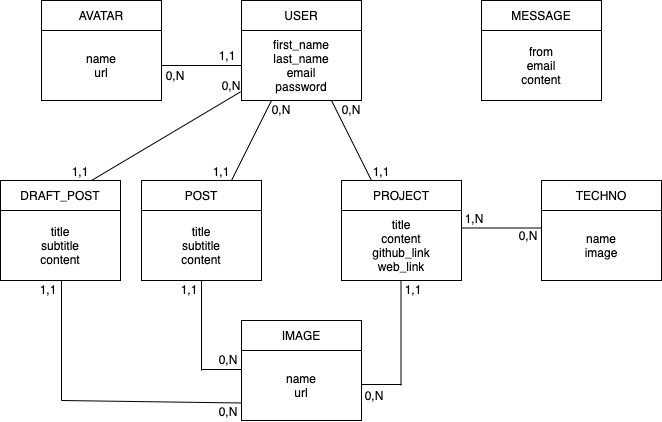 AVATAR
name
url
USER
first_name
last_name
email
password
MESSAGE
from
email
content
1,1
0,N
0,N
0,N
0,N
1,1
1,1
1,1
DRAFT_POST
title
subtitle
content
POST
title
subtitle
content
PROJECT
title
content
github_link
web_link
TECHNO
name
image
1,N
0,N
1,1
1,1
1,1
IMAGE
name
url
0,N
0,N
0,N